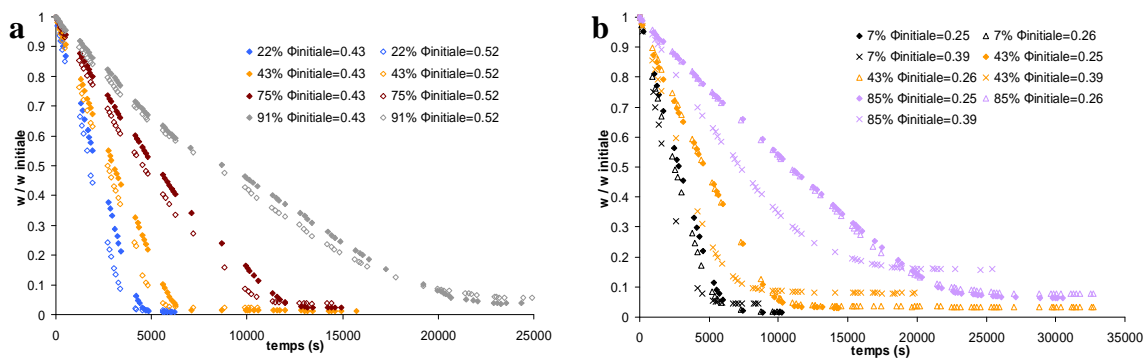 a
w / w initiale
1
0.9
0.8
0.7
0.6
0.5
0.4
0.3
0.2
0.1
0
0 5000 10000 15000 20000 25000
temps (s)
22% Φinitiale=0.43 22% Φinitiale=0.52
43% Φinitiale=0.43 43% Φinitiale=0.52
75% Φinitiale=0.43 75% Φinitiale=0.52
91% Φinitiale=0.43 91% Φinitiale=0.52
b
w / w initiale
1
0.9
0.8
0.7
0.6
0.5
0.4
0.3
0.2
0.1
0
0 5000 10000 15000 20000 25000 30000 35000
temps (s)
7% Φinitiale=0.25 7% Φinitiale=0.26
7% Φinitiale=0.39 43% Φinitiale=0.25
43% Φinitiale=0.26 43% Φinitiale=0.39
85% Φinitiale=0.25 85% Φinitiale=0.26
85% Φinitiale=0.39